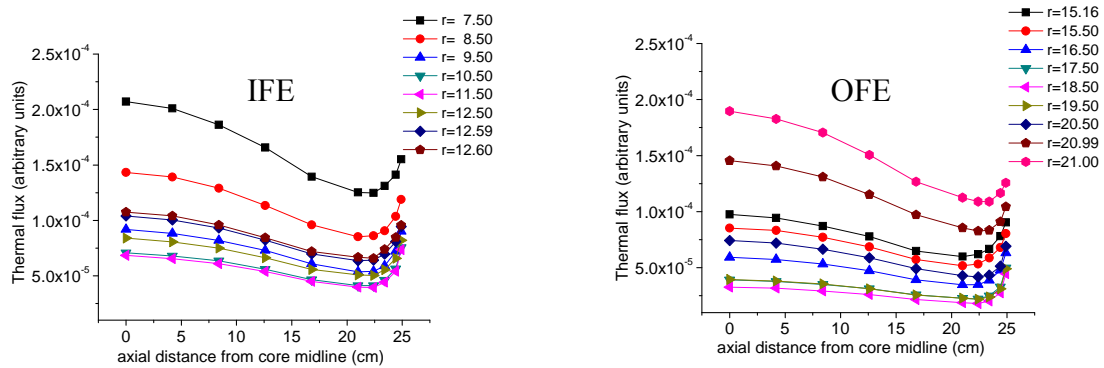 IFE
Thermal flux (arbitrary units)
2.5x10-4
2.0x10-4
1.5x10-4
1.0x10-4
5.0x10-5
0 5 10 15 20 25
axial distance from core midline (cm)
r= 7.50
r= 8.50
r= 9.50
r=10.50
r=11.50
r=12.50
r=12.59
r=12.60
OFE
Thermal flux (arbitrary units)
2.5x10-4
2.0x10-4
1.5x10-4
1.0x10-4
5.0x10-5
0 5 10 15 20 25
axial distance from core midline (cm)
r=15.16
r=15.50
r=16.50
r=17.50
r=18.50
r=19.50
r=20.50
r=20.99
r=21.00